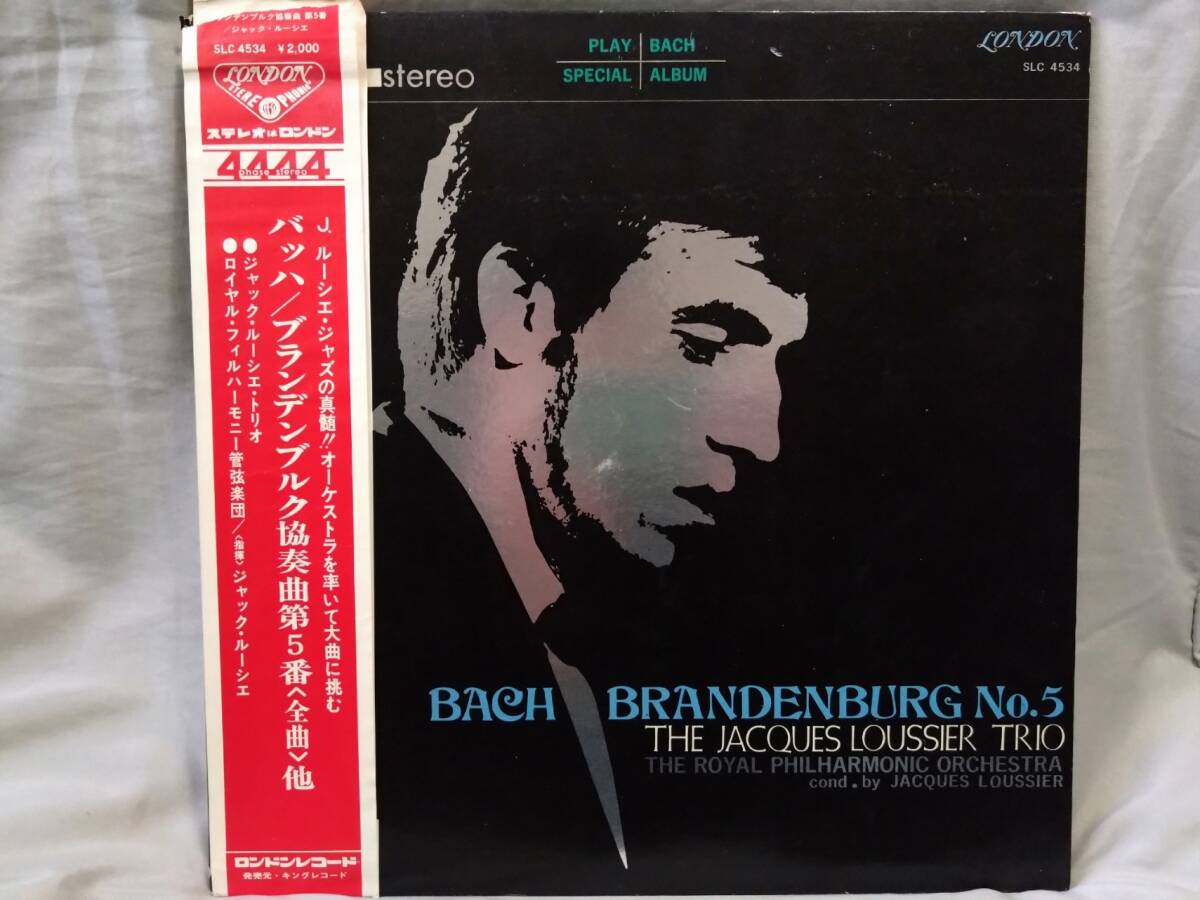 ランデンブルク協奏曲 第5番
／ジャック・ルーシエ
SLC 4534 ￥2,000
LONDON
STEREO PHONIC
ステレオはロンドン
4444
phase stereo
J.ルーシエ・ジャズの真髄!!オーケストラを率いて大曲に挑む
バッハ／ブランデンブルク協奏曲第5番〈全曲〉他
●ジャック・ルーシエ・トリオ
●ロイヤル・フィルハーモニー管弦楽団／〈指揮〉ジャック・ルーシエ
ロンドンレコード
発売元・キングレコード
stereo
PLAY BACH
SPECIAL ALBUM
LONDON
SLC 4534
BACH BRANDENBURG No.5
THE JACQUES LOUSSIER TRIO
THE ROYAL PHILHARMONIC ORCHESTRA
cond. by JACQUES LOUSSIER